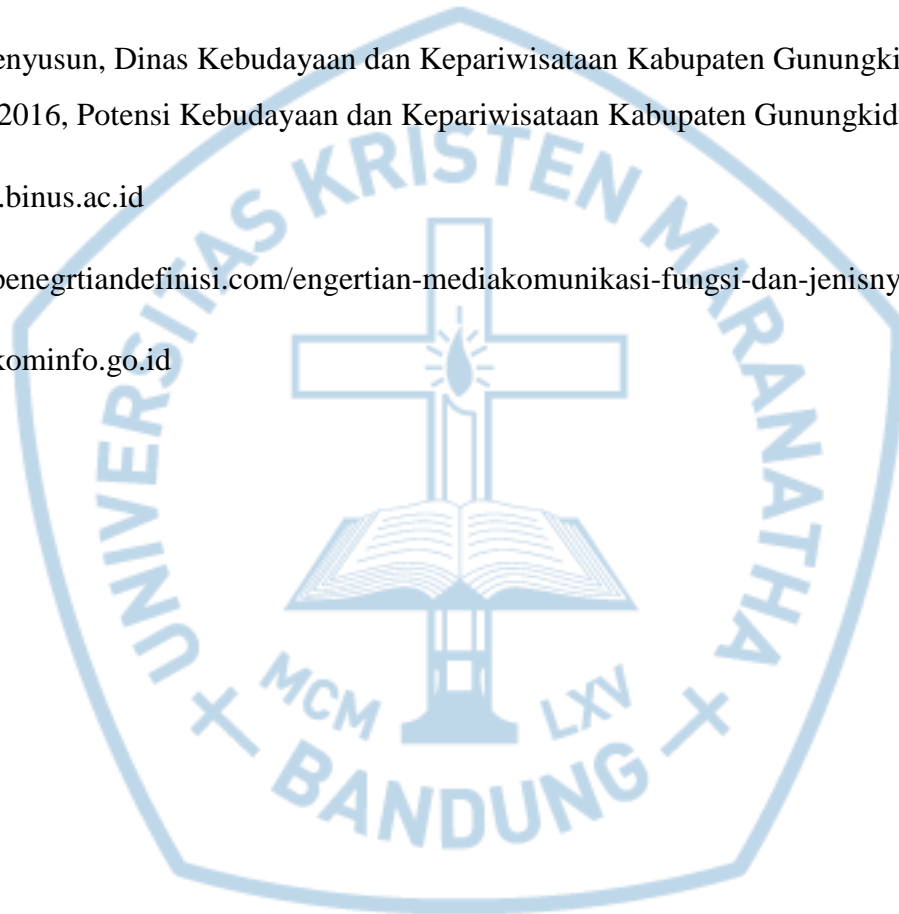 enyusun, Dinas Kebudayaan dan Kepariwisataan Kabupaten Gunungki
2016, Potensi Kebudayaan dan Kepariwisataan Kabupaten Gunungkid
.binus.ac.id
penegrtiandefinisi.com/engertian-mediakomunikasi-fungsi-dan-jenisny
kominfo.go.id
UNIVERSITAS KRISTEN MARANATHA
MCM LXV
BANDUNG